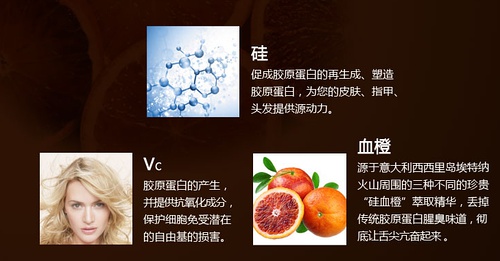 硅
促成胶原蛋白的再生成、塑造
胶原蛋白，为您的皮肤、指甲、
头发提供源动力。
Vc
胶原蛋白的产生，
并提供抗氧化成分，
保护细胞免受潜在
的自由基的损害。
血橙
源于意大利西西里岛埃特纳
火山周围的三种不同的珍贵
“硅血橙”萃取精华，丢掉
传统胶原蛋白腥臭味道，彻
底让舌尖亢奋起来。